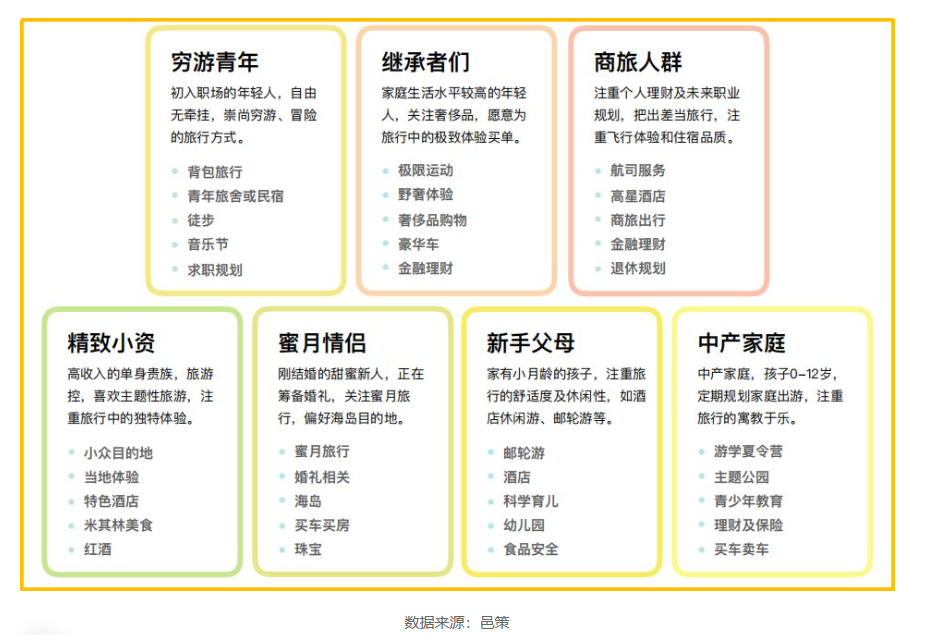 穷游青年
初入职场的年轻人，自由
无牵挂，崇尚穷游、冒险
的旅行方式。
背包旅行
青年旅舍或民宿
徒步
音乐节
求职规划
继承者们
家庭生活水平较高的年轻
人，关注奢侈品，愿意为
旅行中的极致体验买单。
极限运动
野奢体验
奢侈品购物
豪华车
金融理财
商旅人群
注重个人理财及未来职业
规划，把出差当旅行，注
重飞行体验和住宿品质。
航司服务
高星酒店
商旅出行
金融理财
退休规划
精致小资
高收入的单身贵族，旅游
控，喜欢主题性旅游，注
重旅行中的独特体验。
小众目的地
当地体验
特色酒店
米其林美食
红酒
蜜月情侣
刚结婚的甜蜜新人，正在
筹备婚礼，关注蜜月旅
行，偏好海岛目的地。
蜜月旅行
婚礼相关
海岛
买车买房
珠宝
新手父母
家有小月龄的孩子，注重旅
行的舒适度及休闲性，如酒
店休闲游、邮轮游等。
邮轮游
酒店
科学育儿
幼儿园
食品安全
中产家庭
中产家庭，孩子0-12岁，
定期规划家庭出游，注重
旅行的寓教于乐。
游学夏令营
主题公园
青少年教育
理财及保险
买车卖车
数据来源：邑策